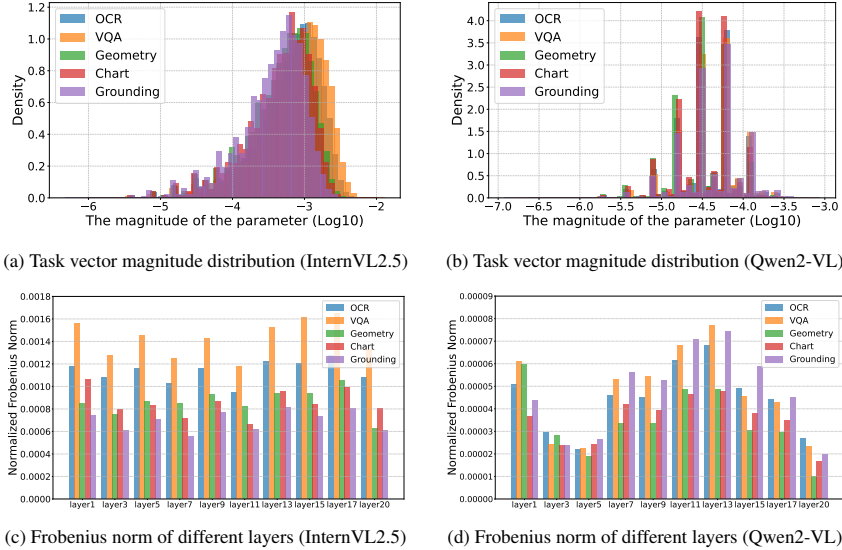 1.2
1.0
0.8
0.6
0.4
0.2
0.0
Density
OCR
VQA
Geometry
Chart
Grounding
−6 −5 −4 −3 −2
The magnitude of the parameter (Log10)
(a) Task vector magnitude distribution (InternVL2.5)
4.0
3.5
3.0
2.5
2.0
1.5
1.0
0.5
0.0
Density
OCR
VQA
Geometry
Chart
Grounding
−7.0 −6.5 −6.0 −5.5 −5.0 −4.5 −4.0 −3.5 −3.0
The magnitude of the parameter (Log10)
(b) Task vector magnitude distribution (Qwen2-VL)
0.0018
0.0016
0.0014
0.0012
0.0010
0.0008
0.0006
0.0004
0.0002
0.0000
Normalized Frobenius Norm
OCR
VQA
Geometry
Chart
Grounding
layer1 layer3 layer5 layer7 layer9 layer11 layer13 layer15 layer17 layer20
(c) Frobenius norm of different layers (InternVL2.5)
0.00009
0.00008
0.00007
0.00006
0.00005
0.00004
0.00003
0.00002
0.00001
0.00000
Normalized Frobenius Norm
OCR
VQA
Geometry
Chart
Grounding
layer1 layer3 layer5 layer7 layer9 layer11 layer13 layer15 layer17 layer20
(d) Frobenius norm of different layers (Qwen2-VL)